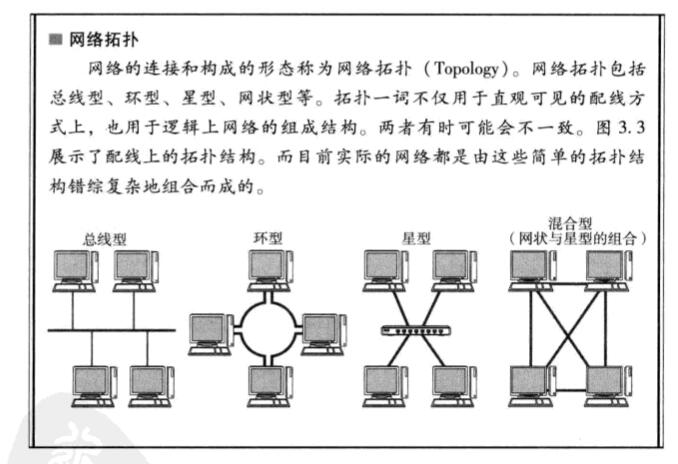 网络拓扑
网络的连接和构成的形态称为网络拓扑（Topology）。网络拓扑包括
总线型、环型、星型、网状型等。拓扑一词不仅用于直观可见的配线方
式上，也用于逻辑上网络的组成结构。两者有时可能会不一致。图 3.3
展示了配线上的拓扑结构。而目前实际的网络都是由这些简单的拓扑结
构错综复杂地组合而成的。
总线型
环型
星型
混合型
（网状与星型的组合）